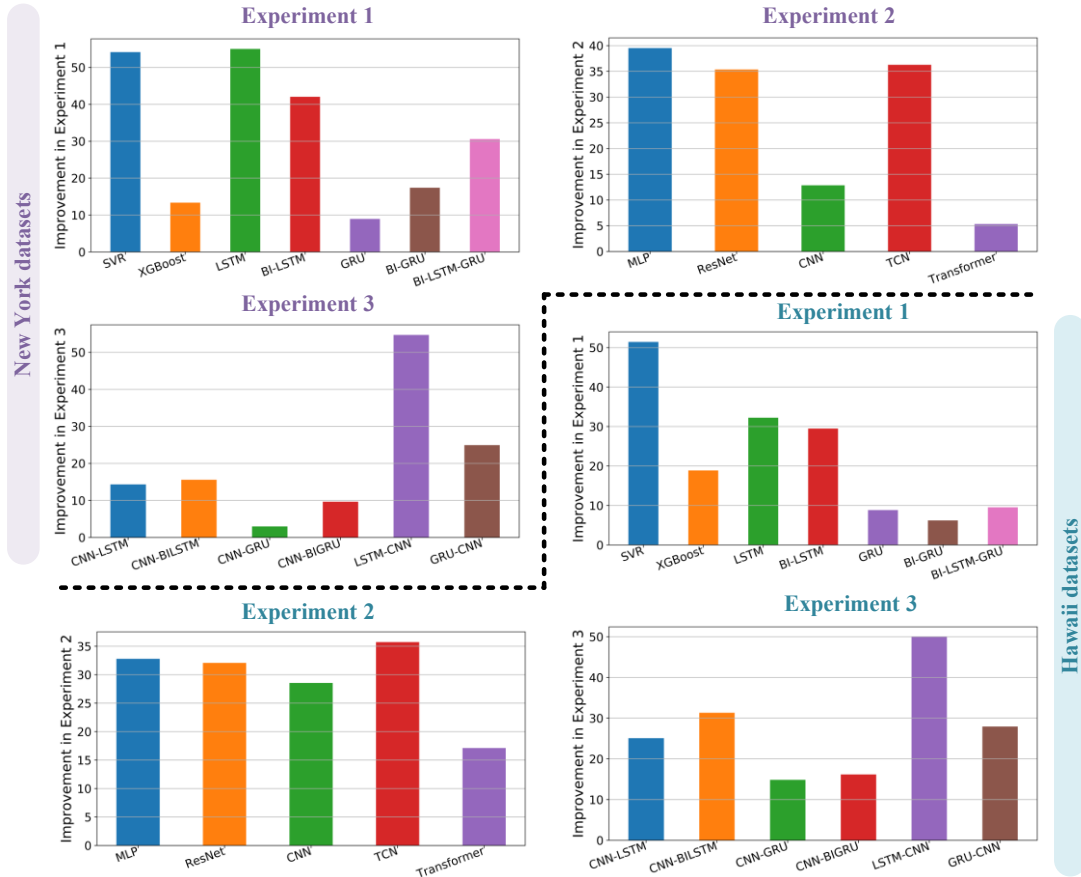 New York datasets
Experiment 1
Improvement in Experiment 1
50
40
30
20
10
0
SVR
XGBoost
LSTM
BI-LSTM
GRU
BI-GRU
BI-LSTM-GRU
Experiment 2
Improvement in Experiment 2
40
35
30
25
20
15
10
5
0
MLP
ResNet
CNN
TCN
Transformer
Experiment 3
Improvement in Experiment 3
50
40
30
20
10
0
CNN-LSTM
CNN-BILSTM
CNN-GRU
CNN-BIGRU
LSTM-CNN
GRU-CNN
Hawaii datasets
Experiment 1
Improvement in Experiment 1
50
40
30
20
10
0
SVR
XGBoost
LSTM
BI-LSTM
GRU
BI-GRU
BI-LSTM-GRU
Experiment 2
Improvement in Experiment 2
35
30
25
20
15
10
5
0
MLP
ResNet
CNN
TCN
Transformer
Experiment 3
Improvement in Experiment 3
50
40
30
20
10
0
CNN-LSTM
CNN-BILSTM
CNN-GRU
CNN-BIGRU
LSTM-CNN
GRU-CNN